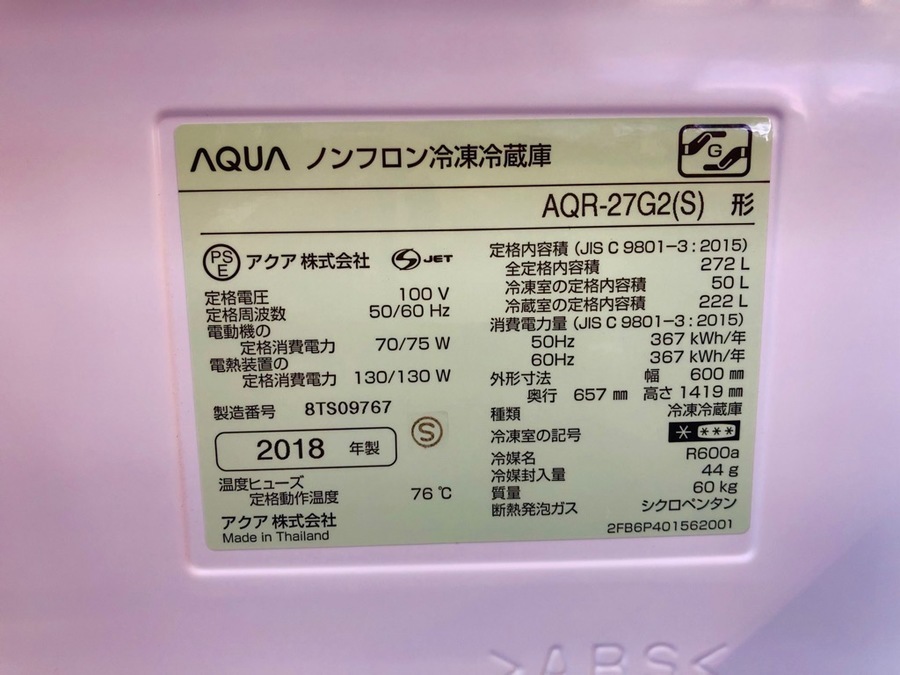 AQUA ノンフロン冷凍冷蔵庫
G
AQR-27G2(S) 形
PS
E
アクア 株式会社
S JET
定格電圧 100 V
定格周波数 50/60 Hz
電動機の
定格消費電力 70/75 W
電熱装置の
定格消費電力 130/130 W
製造番号 8TS09767
2018 年製
S
温度ヒューズ
定格動作温度 76 ℃
アクア 株式会社
Made in Thailand
定格内容積 (JIS C 9801-3 : 2015)
全定格内容積 272 L
冷凍室の定格内容積 50 L
冷蔵室の定格内容積 222 L
消費電力量 (JIS C 9801-3 : 2015)
50Hz 367 kWh/年
60Hz 367 kWh/年
外形寸法 幅 600 ㎜
奥行 657 ㎜ 高さ 1419 ㎜
種類 冷凍冷蔵庫
冷凍室の記号 * ***
冷媒名 R600a
冷媒封入量 44 g
質量 60 kg
断熱発泡ガス シクロペンタン
2FB6P401562001
>ABS<